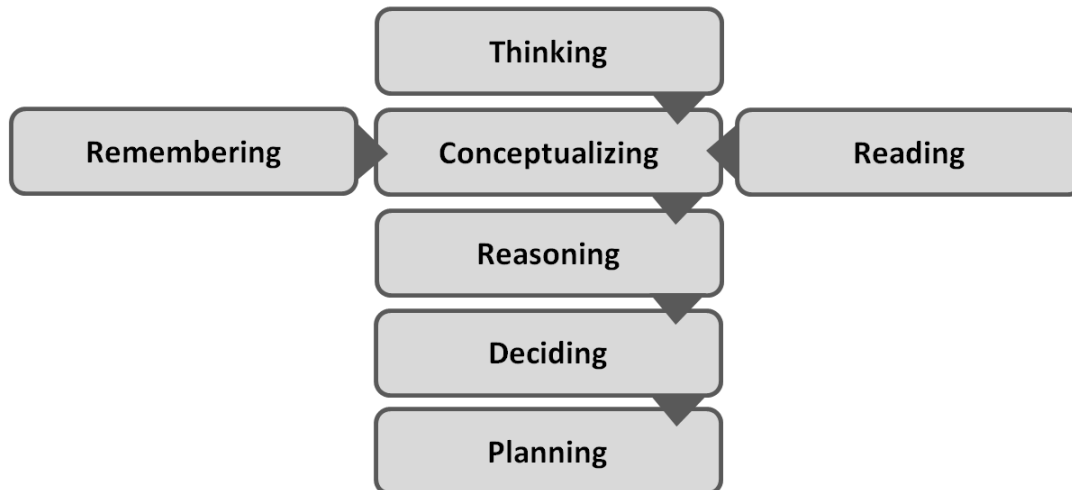 Thinking
Remembering
Conceptualizing
Reading
Reasoning
Deciding
Planning